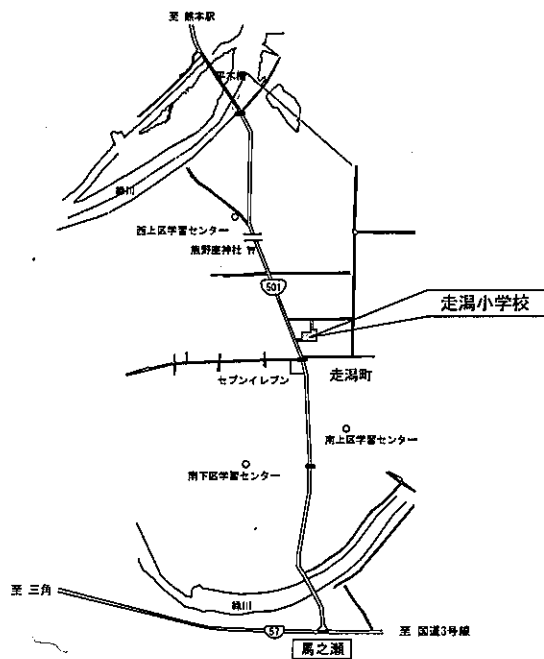 至 熊本駅
平木橋
緑川
西上区学習センター
熊野座神社
501
走潟小学校
セブンイレブン
走潟町
南上区学習センター
南下区学習センター
至 三角
緑川
57
馬之瀬
至 国道3号線